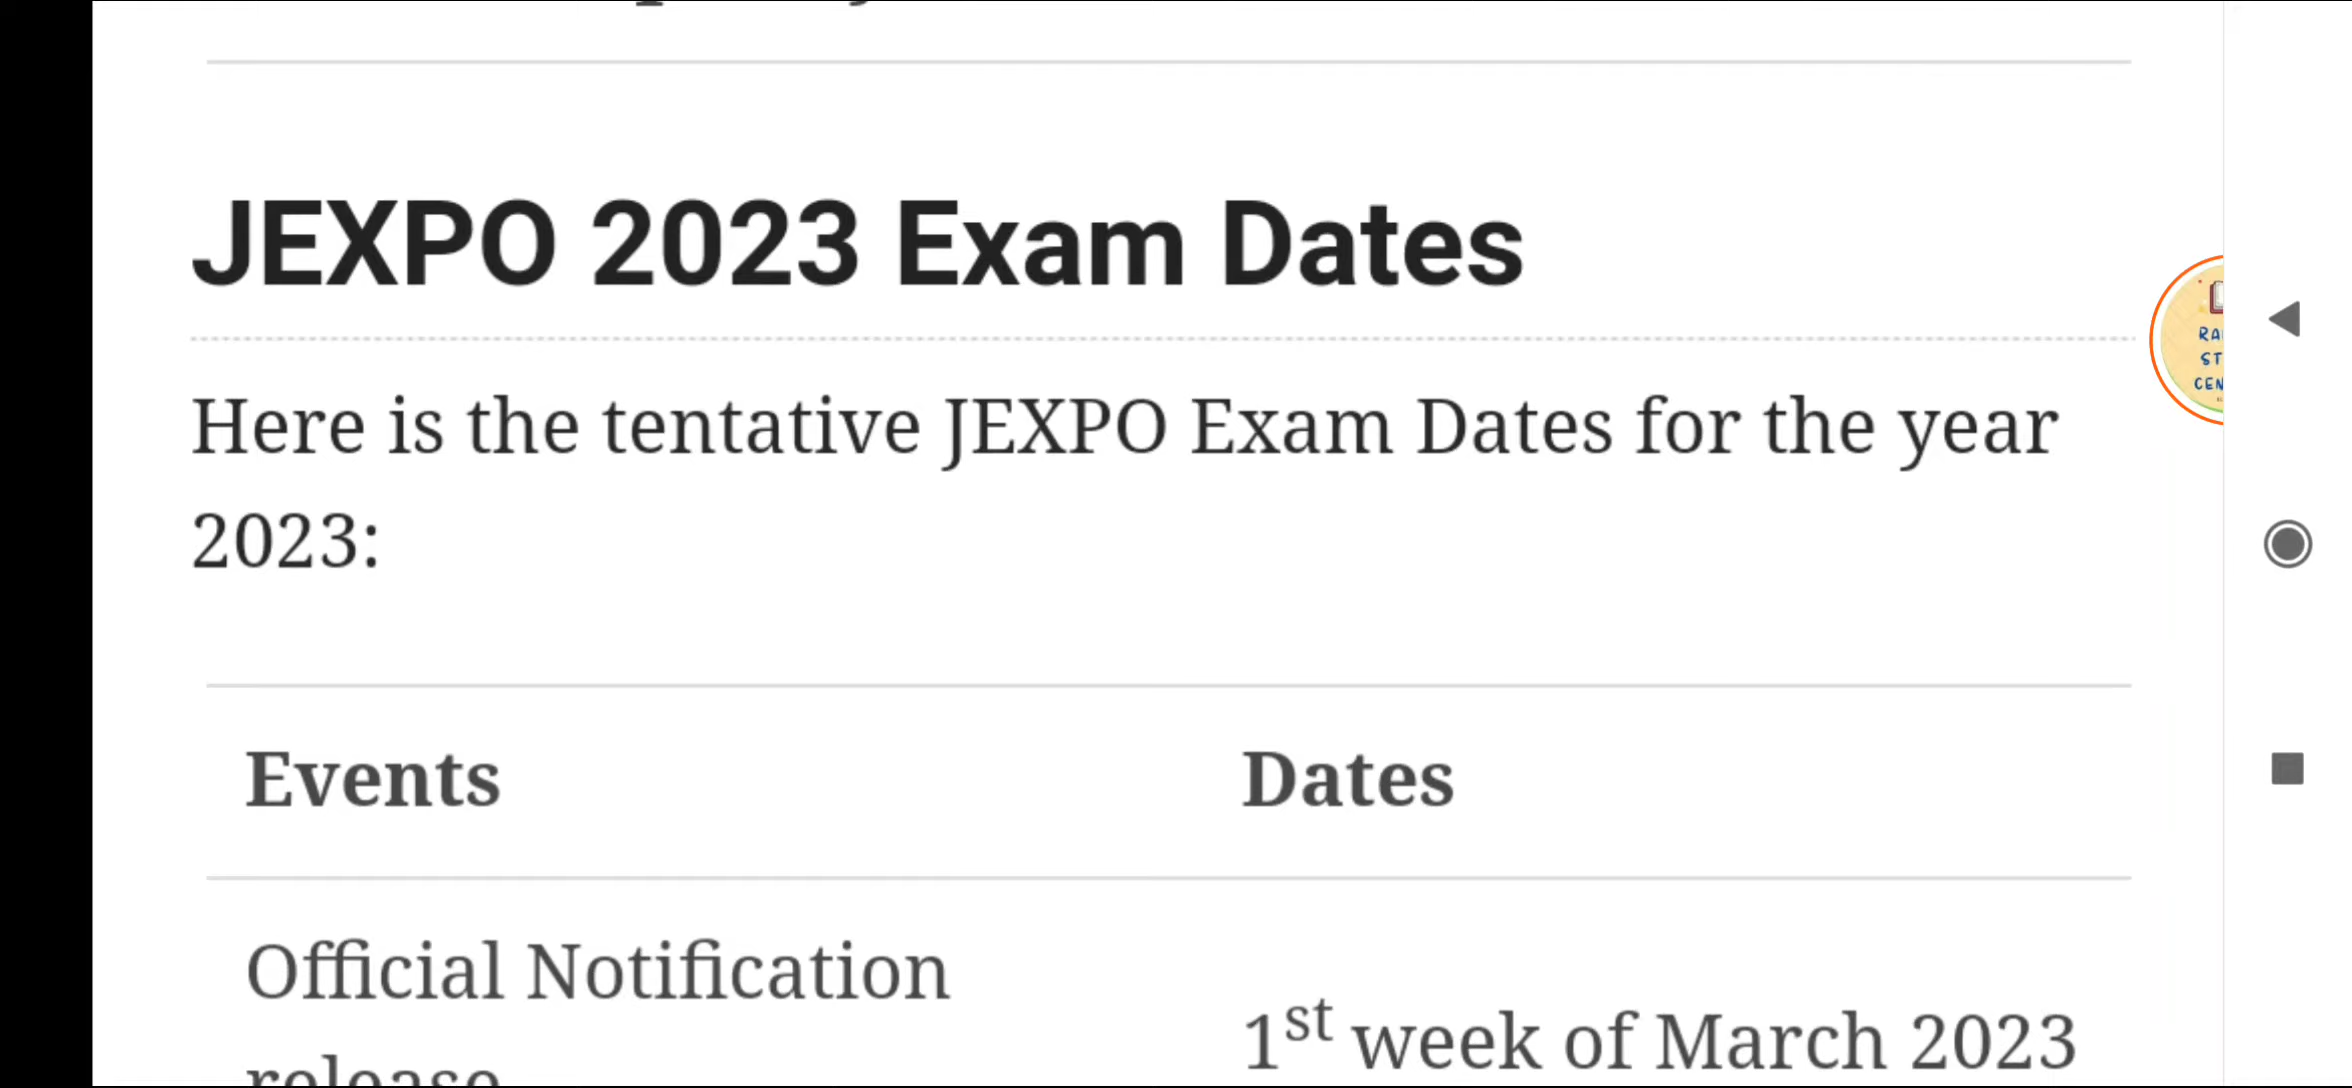 JEXPO 2023 Exam Dates
Here is the tentative JEXPO Exam Dates for the year
2023:
Events Dates
Official Notification
1st week of March 2023
release